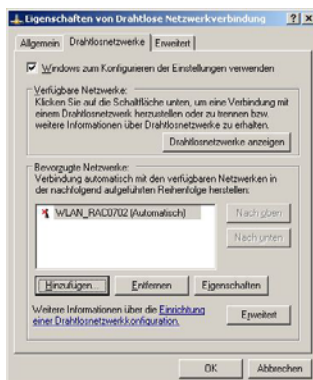 Eigenschaften von Drahtlose Netzwerkverbindung
Allgemein Drahtlosnetzwerke Erweitert
Windows zum Konfigurieren der Einstellungen verwenden
Verfügbare Netzwerke:
Klicken Sie auf die Schaltfläche unten, um eine Verbindung mit
einem Drahtlosnetzwerk herzustellen oder zu trennen bzw.
weitere Informationen über Drahtlosnetzwerke zu erhalten.
Drahtlosnetzwerke anzeigen
Bevorzugte Netzwerke:
Verbindung automatisch mit den verfügbaren Netzwerken in
der nachfolgend aufgeführten Reihenfolge herstellen:
WLAN_RAC0702 (Automatisch)
Nach oben
Nach unten
Hinzufügen... Entfernen Eigenschaften
Weitere Informationen über die Einrichtung
einer Drahtlosnetzwerkkonfiguration.
Erweitert
OK Abbrechen